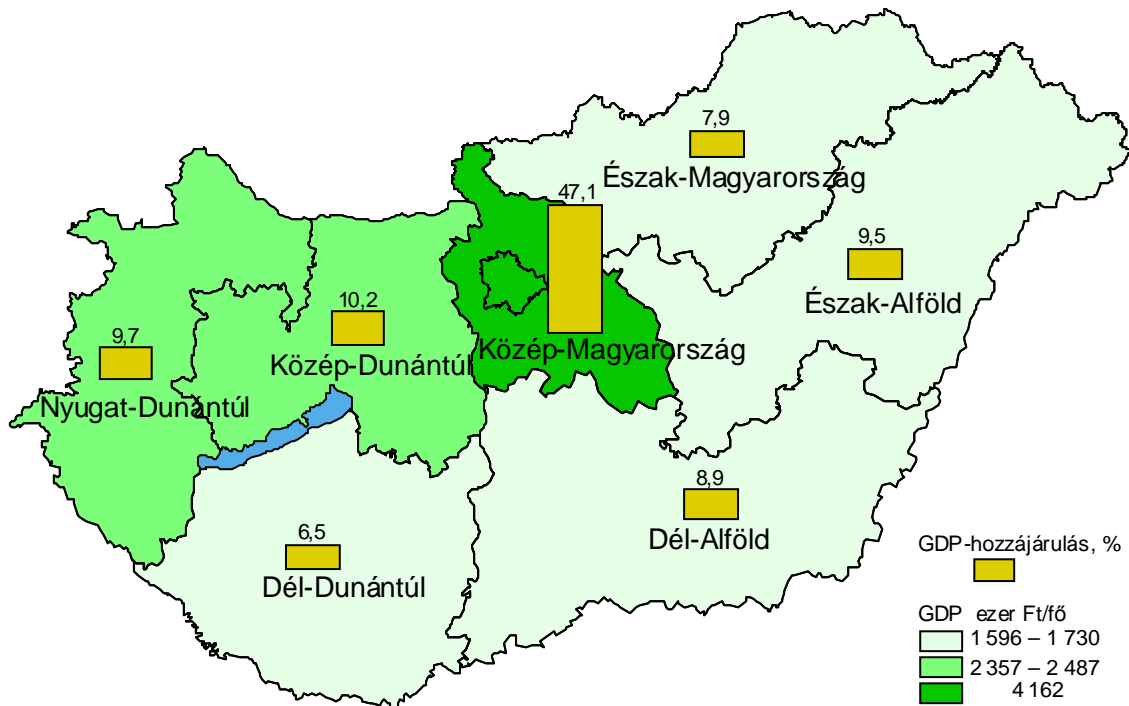 7,9
Észak-Magyarország
47,1
9,5
Észak-Alföld
10,2
Közép-Dunántúl
Közép-Magyarország
9,7
Nyugat-Dunántúl
8,9
Dél-Alföld
6,5
Dél-Dunántúl
GDP-hozzájárulás, %
GDP ezer Ft/fő
1 596 – 1 730
2 357 – 2 487
4 162